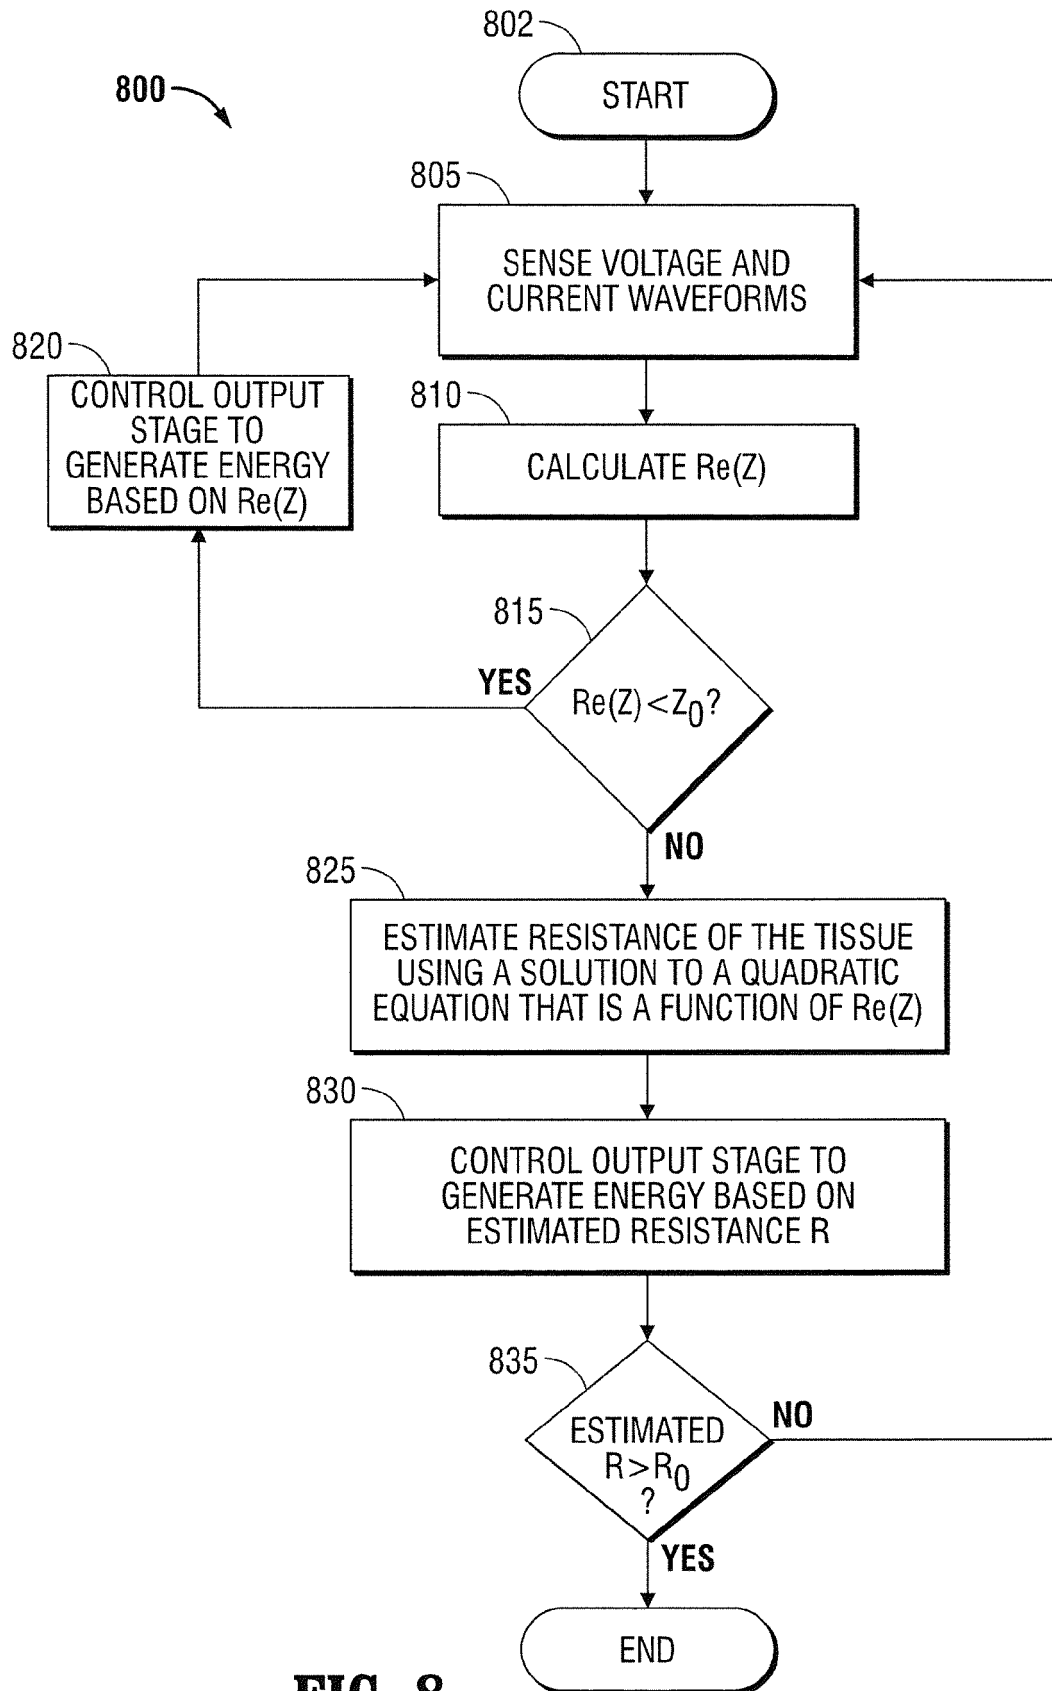 802
800
START
805
SENSE VOLTAGE AND
CURRENT WAVEFORMS
820
CONTROL OUTPUT
STAGE TO
GENERATE ENERGY
BASED ON Re(Z)
810
CALCULATE Re(Z)
815
YES
Re(Z)<Z0?
NO
825
ESTIMATE RESISTANCE OF THE TISSUE
USING A SOLUTION TO A QUADRATIC
EQUATION THAT IS A FUNCTION OF Re(Z)
830
CONTROL OUTPUT STAGE TO
GENERATE ENERGY BASED ON
ESTIMATED RESISTANCE R
835
NO
ESTIMATED
R>R0
?
YES
END
FIG. 8